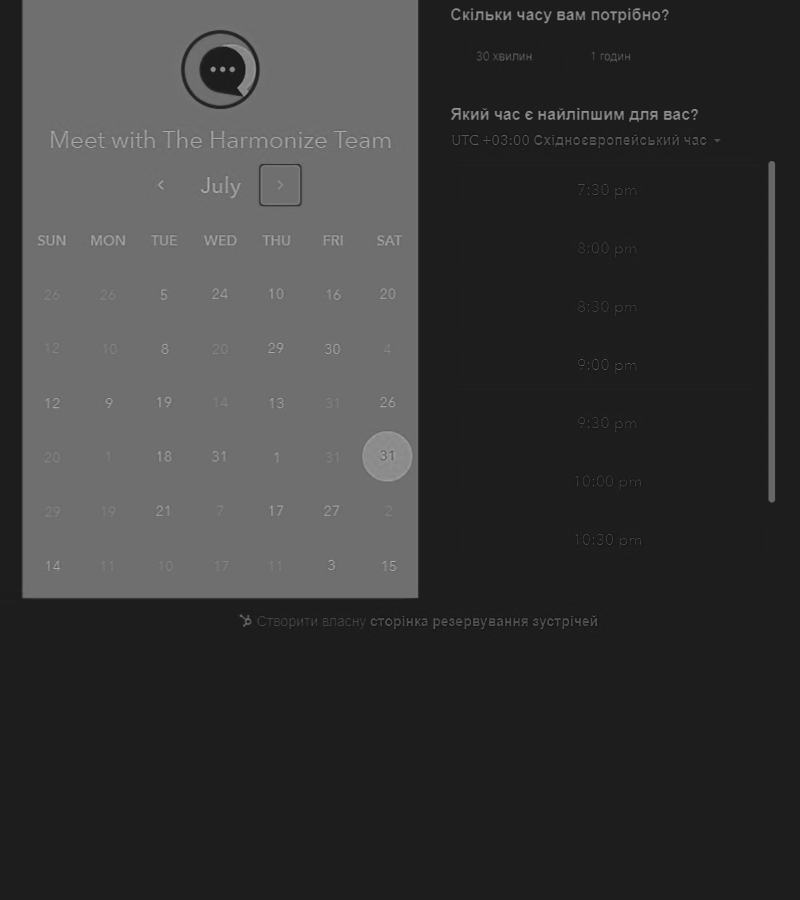 Meet with The Harmonize Team
July
SUN MON TUE WED THU FRI SAT
26 26 5 24 10 16 20
12 10 8 20 29 30 4
12 9 19 14 13 31 26
20 1 18 31 1 31 31
29 19 21 7 17 27 2
14 11 10 17 11 3 15
Скільки часу вам потрібно?
30 хвилин 1 годин
Який час є найліпшим для вас?
UTC +03:00 Східноєвропейський час
7:30 pm
8:00 pm
8:30 pm
9:00 pm
9:30 pm
10:00 pm
10:30 pm
Створити власну сторінка резервування зустрічей